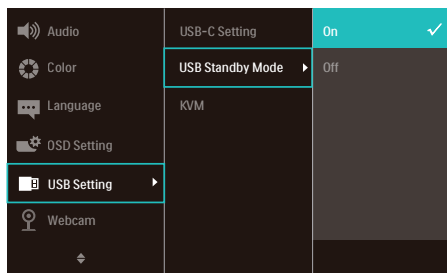 Audio
Color
Language
OSD Setting
USB Setting
Webcam
USB-C Setting
USB Standby Mode
KVM
On
Off